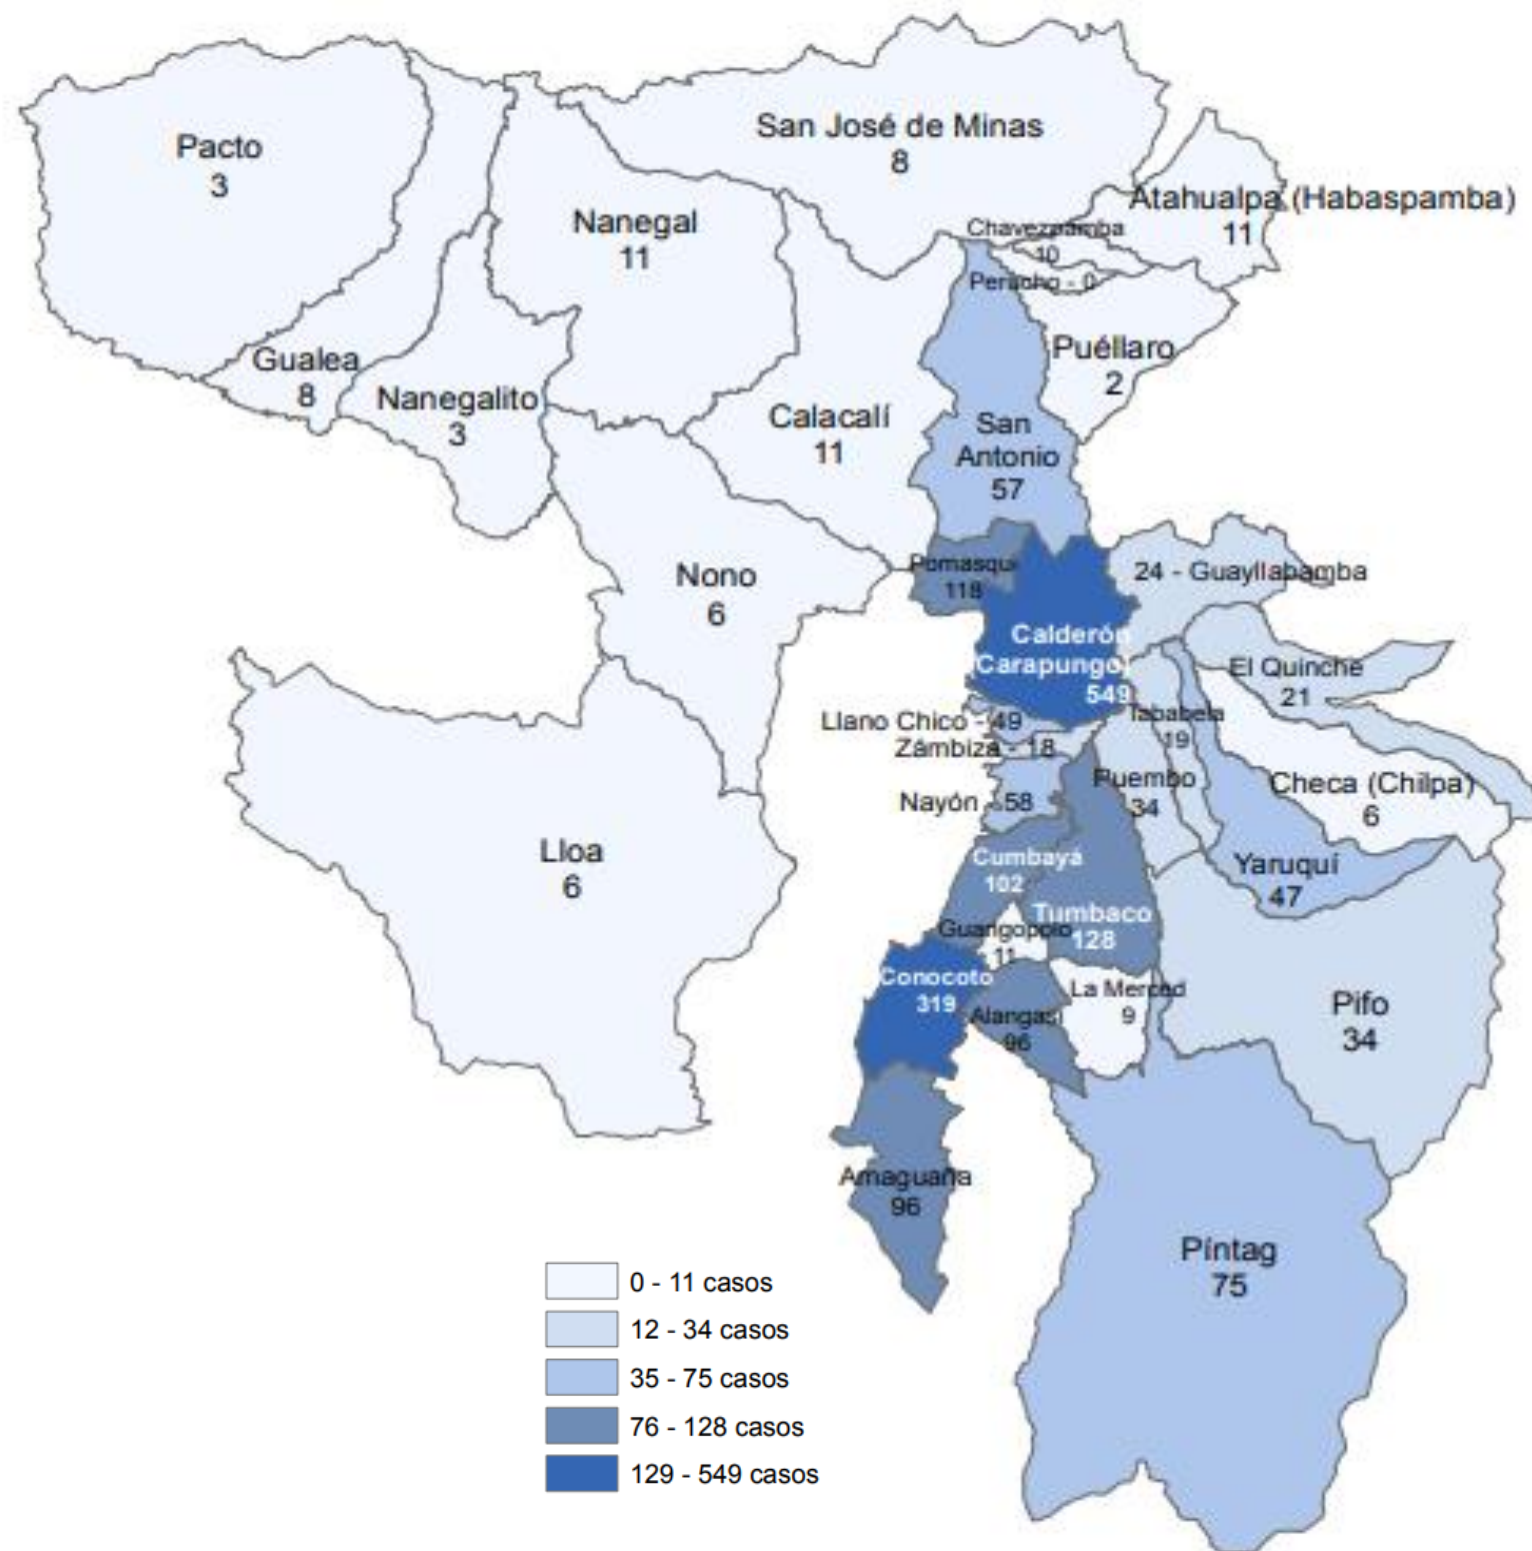 San José de Minas
8
Pacto
3
Atahualpa (Habaspamba)
11
Nanegal
11
Chavezpamba
10
Perucho - 0
Puéllaro
2
Gualea
8
Nanegalito
3
Calacalí
11
San
Antonio
57
Pomasqui
118
24 - Guayllabamba
Nono
6
Calderón
(Carapungo)
549
El Quinche
21
Llano Chico - 49
Tababela
19
Zámbiza - 18
Puembo
34
Checa (Chilpa)
6
Nayón - 58
Lloa
6
Cumbayá
102
Yaruquí
47
Tumbaco
128
Guangopolo
11
Conocoto
319
La Merced
9
Alangasí
96
Pifo
34
Amaguaña
96
Píntag
75
0 - 11 casos
12 - 34 casos
35 - 75 casos
76 - 128 casos
129 - 549 casos